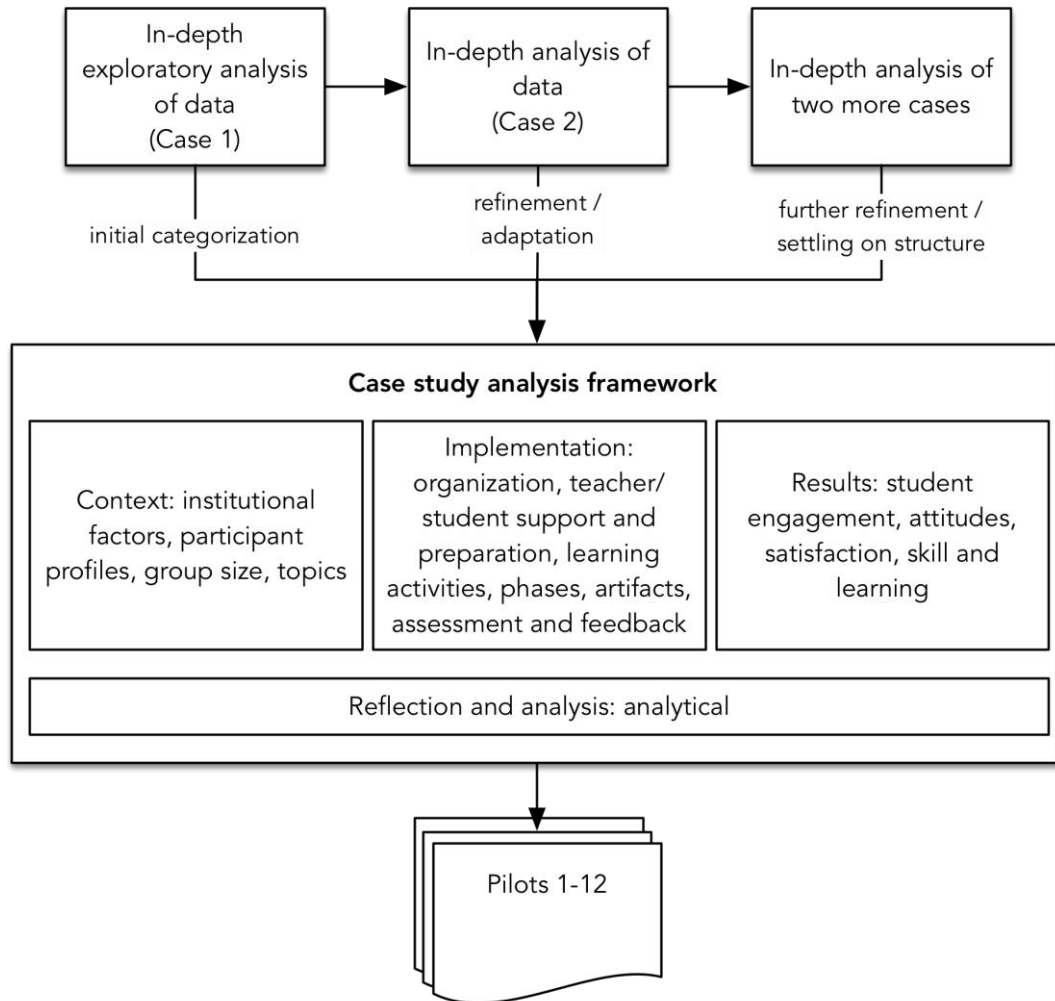 In-depth
exploratory analysis
of data
(Case 1)
In-depth analysis of
data
(Case 2)
In-depth analysis of
two more cases
initial categorization
refinement /
adaptation
further refinement /
settling on structure
Case study analysis framework
Context: institutional
factors, participant
profiles, group size, topics
Implementation:
organization, teacher/
student support and
preparation, learning
activities, phases, artifacts,
assessment and feedback
Results: student
engagement, attitudes,
satisfaction, skill and
learning
Reflection and analysis: analytical
Pilots 1-12